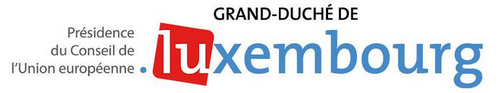 GRAND-DUCHÉ DE
Présidence
du Conseil de
l'Union européenne
.luxembourg